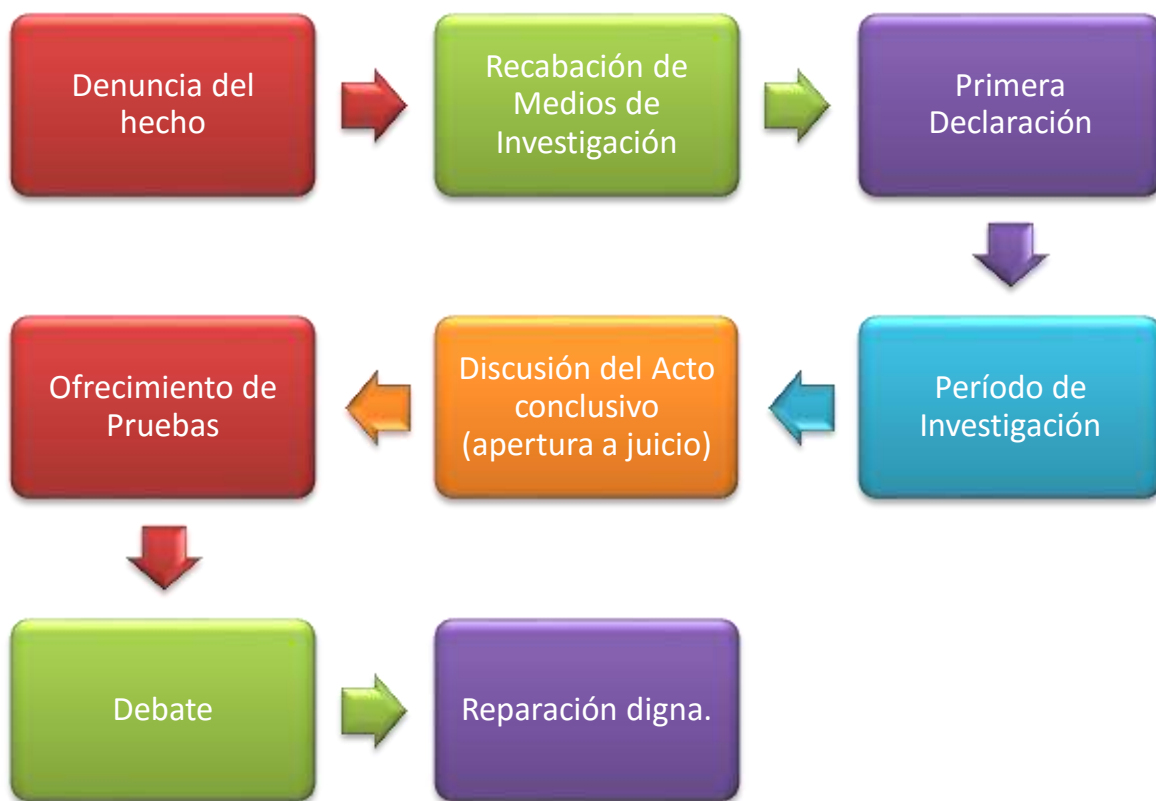 Denuncia del
hecho
Recabación de
Medios de
Investigación
Primera
Declaración
Período de
Investigación
Discusión del Acto
conclusivo
(apertura a juicio)
Ofrecimiento de
Pruebas
Debate
Reparación digna.